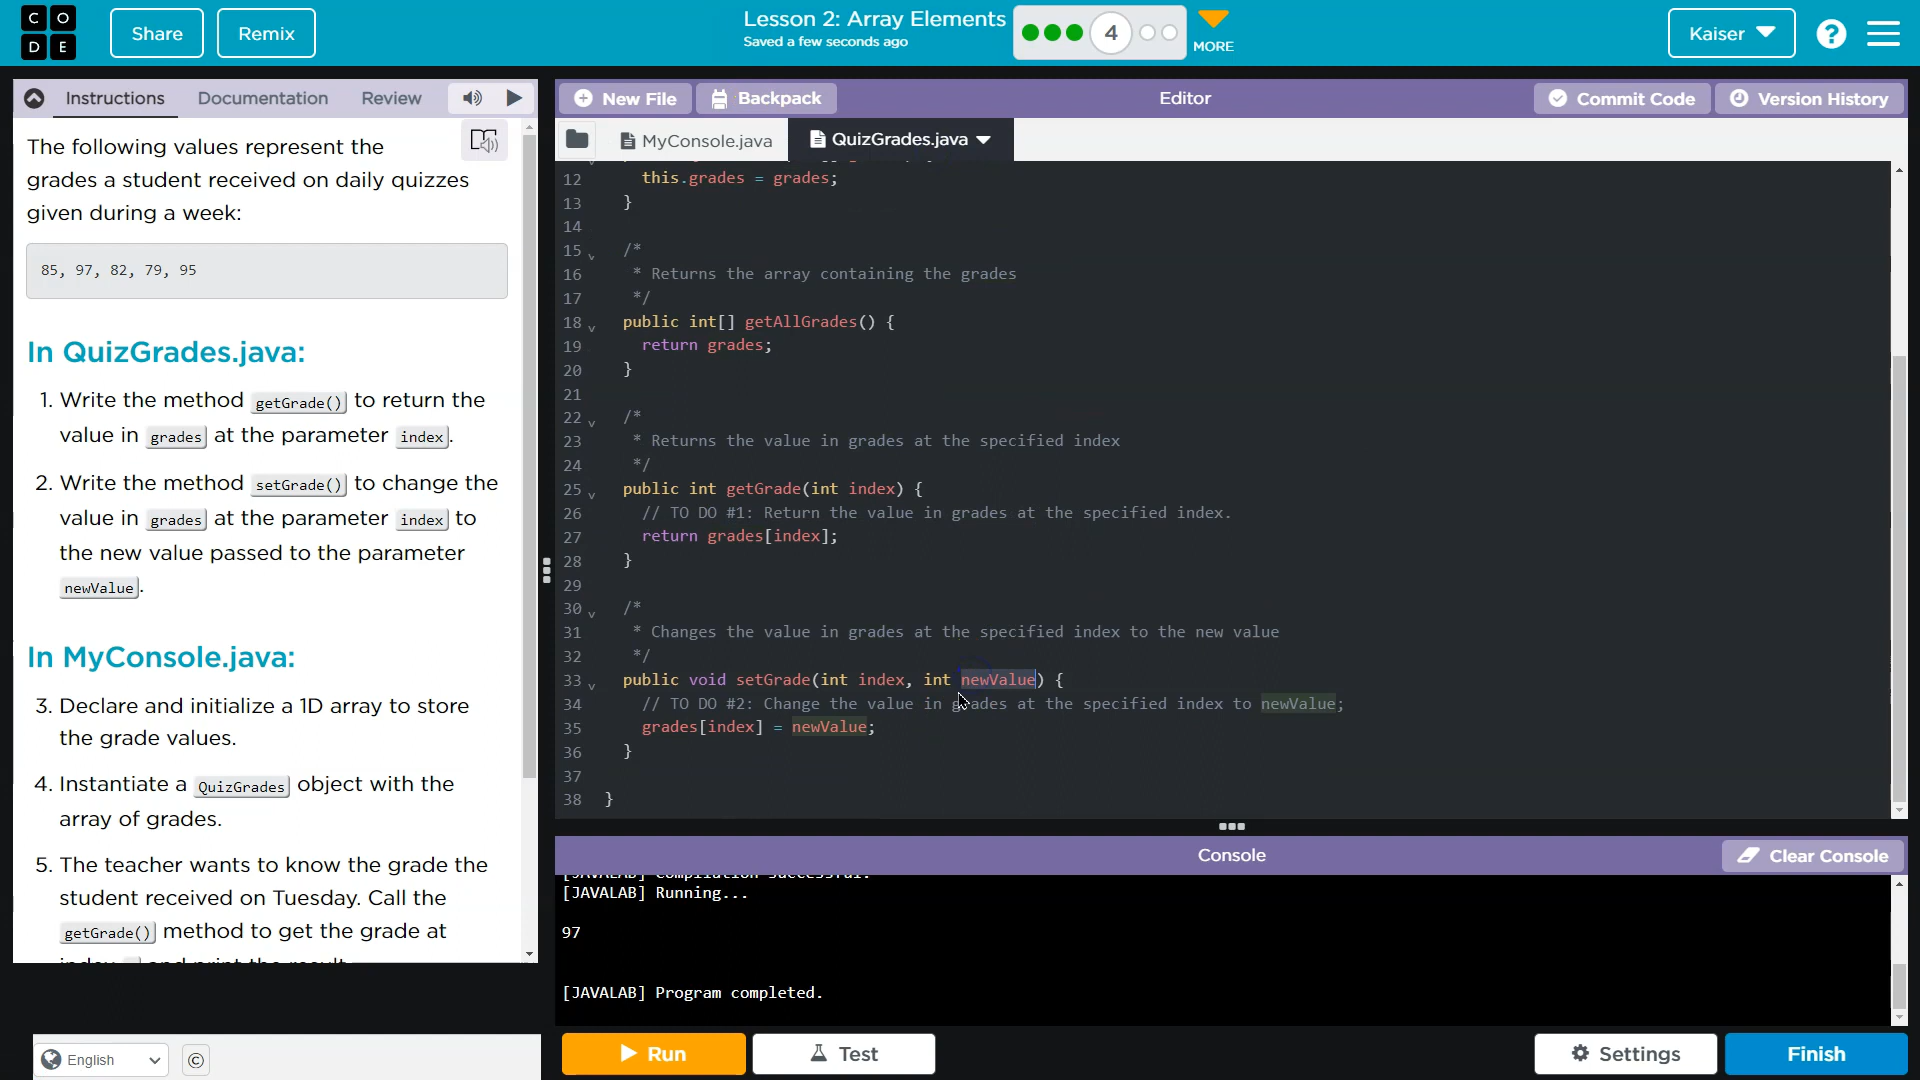 C O
D E
Share
Remix
Lesson 2: Array Elements
Saved a few seconds ago
4
MORE
Kaiser
?
Instructions
Documentation
Review
New File
Backpack
Editor
Commit Code
Version History
MyConsole.java
QuizGrades.java
The following values represent the
grades a student received on daily quizzes
given during a week:
85, 97, 82, 79, 95
In QuizGrades.java:
1. Write the method getGrade() to return the
value in grades at the parameter index.
2. Write the method setGrade() to change the
value in grades at the parameter index to
the new value passed to the parameter
newValue.
In MyConsole.java:
3. Declare and initialize a 1D array to store
the grade values.
4. Instantiate a QuizGrades object with the
array of grades.
5. The teacher wants to know the grade the
student received on Tuesday. Call the
getGrade() method to get the grade at
index and print the result
12 this.grades = grades;
13 }
14
15 /*
16 * Returns the array containing the grades
17 */
18 public int[] getAllGrades() {
19 return grades;
20 }
21
22 /*
23 * Returns the value in grades at the specified index
24 */
25 public int getGrade(int index) {
26 // TO DO #1: Return the value in grades at the specified index.
27 return grades[index];
28 }
29
30 /*
31 * Changes the value in grades at the specified index to the new value
32 */
33 public void setGrade(int index, int newValue) {
34 // TO DO #2: Change the value in grades at the specified index to newValue;
35 grades[index] = newValue;
36 }
37
38 }
Console
Clear Console
[JAVALAB] Compilation successful.
[JAVALAB] Running...
97
[JAVALAB] Program completed.
English
©
Run
Test
Settings
Finish